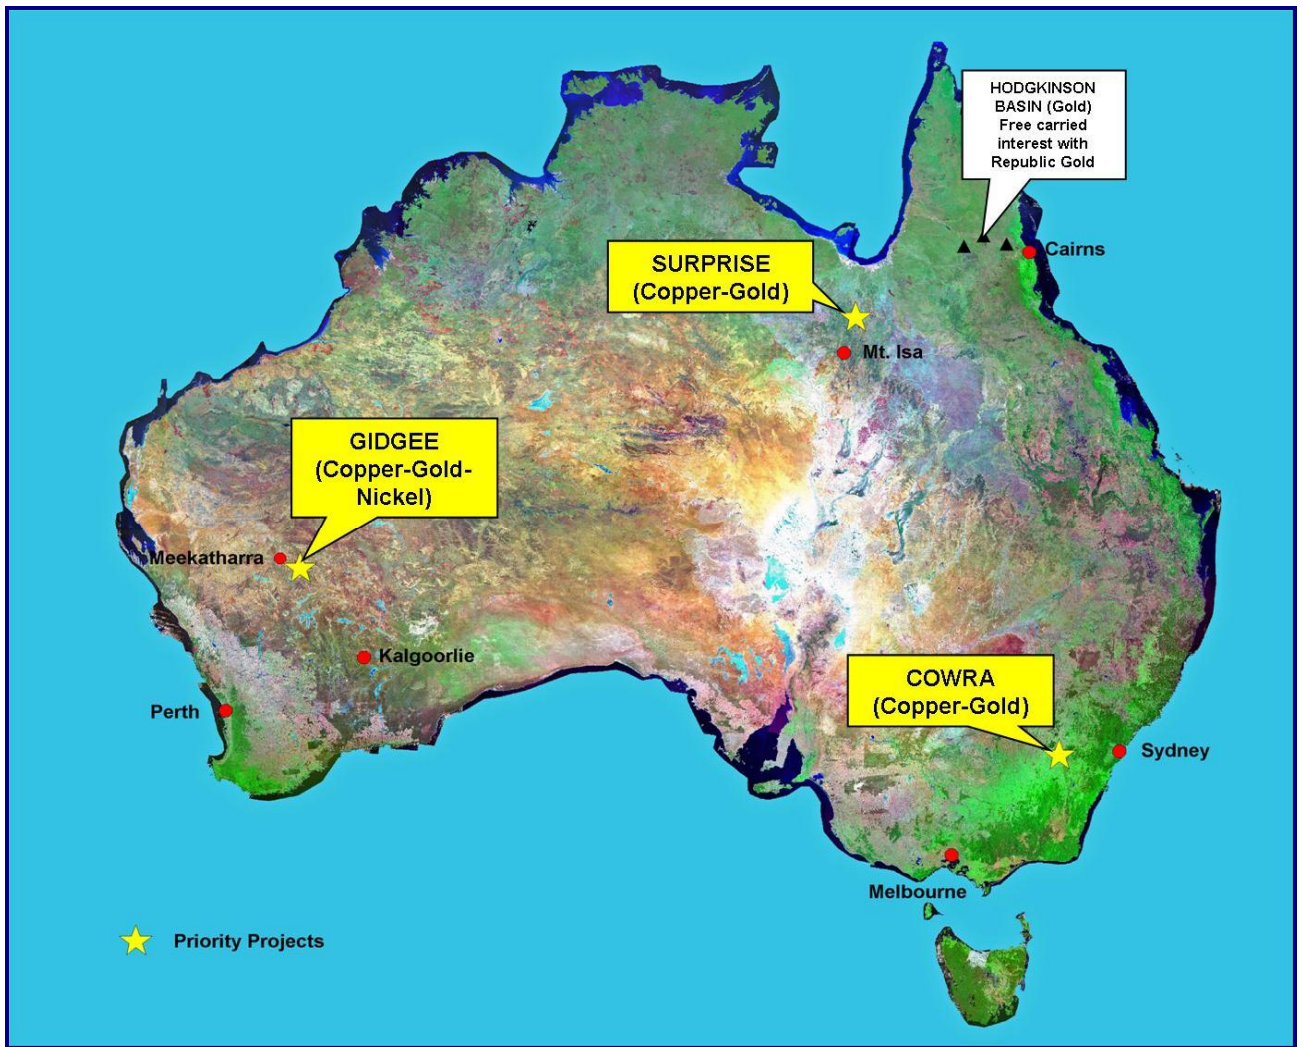 HODGKINSON
BASIN (Gold)
Free carried
interest with
Republic Gold
Cairns
SURPRISE
(Copper-Gold)
Mt. Isa
GIDGEE
(Copper-Gold-
Nickel)
Meekatharra
Kalgoorlie
Perth
COWRA
(Copper-Gold)
Sydney
Melbourne
Priority Projects